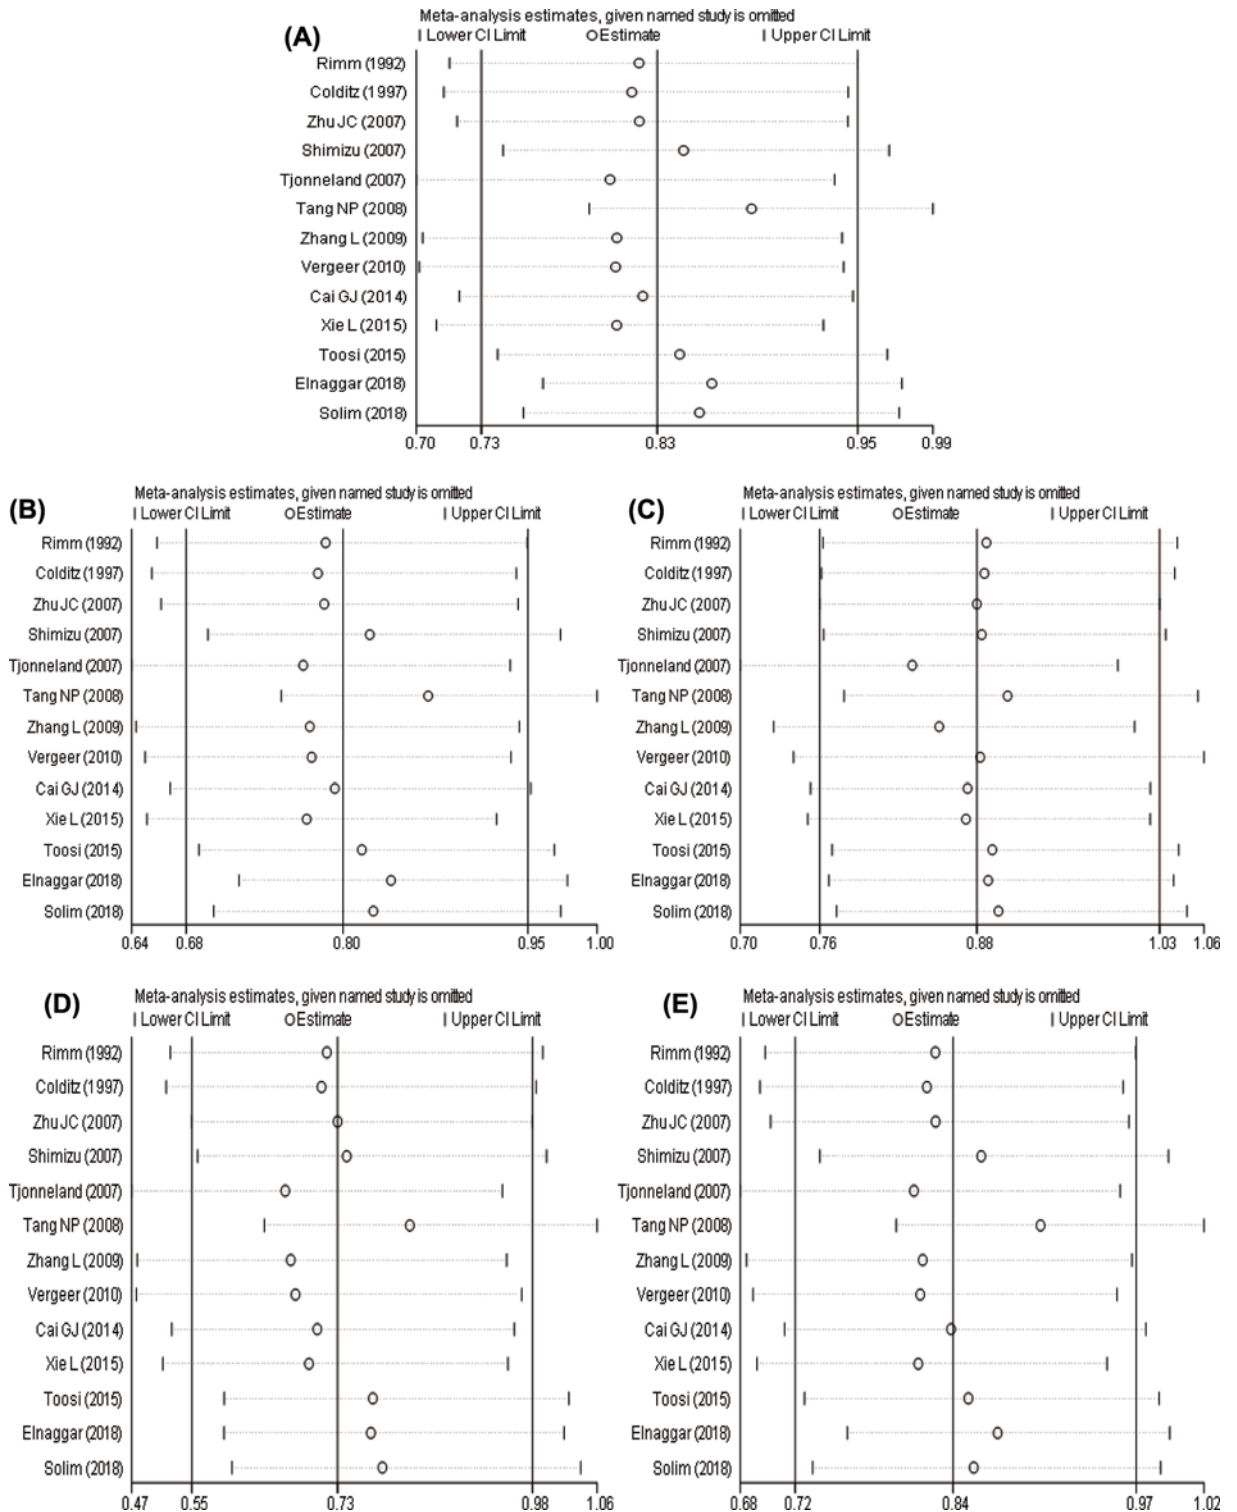 (A)
Meta-analysis estimates, given named study is omitted
| Lower CI Limit O Estimate | Upper CI Limit
Rimm (1992)
Colditz (1997)
Zhu JC (2007)
Shimizu (2007)
Tjonneland (2007)
Tang NP (2008)
Zhang L (2009)
Vergeer (2010)
Cai GJ (2014)
Xie L (2015)
Toosi (2015)
Elnaggar (2018)
Solim (2018)
0.70 0.73 0.83 0.95 0.99
(B)
Meta-analysis estimates, given named study is omitted
| Lower CI Limit O Estimate | Upper CI Limit
Rimm (1992)
Colditz (1997)
Zhu JC (2007)
Shimizu (2007)
Tjonneland (2007)
Tang NP (2008)
Zhang L (2009)
Vergeer (2010)
Cai GJ (2014)
Xie L (2015)
Toosi (2015)
Elnaggar (2018)
Solim (2018)
0.64 0.68 0.80 0.95 1.00
(C)
Meta-analysis estimates, given named study is omitted
| Lower CI Limit O Estimate | Upper CI Limit
Rimm (1992)
Colditz (1997)
Zhu JC (2007)
Shimizu (2007)
Tjonneland (2007)
Tang NP (2008)
Zhang L (2009)
Vergeer (2010)
Cai GJ (2014)
Xie L (2015)
Toosi (2015)
Elnaggar (2018)
Solim (2018)
0.70 0.76 0.88 1.03 1.06
(D)
Meta-analysis estimates, given named study is omitted
| Lower CI Limit O Estimate | Upper CI Limit
Rimm (1992)
Colditz (1997)
Zhu JC (2007)
Shimizu (2007)
Tjonneland (2007)
Tang NP (2008)
Zhang L (2009)
Vergeer (2010)
Cai GJ (2014)
Xie L (2015)
Toosi (2015)
Elnaggar (2018)
Solim (2018)
0.47 0.55 0.73 0.98 1.06
(E)
Meta-analysis estimates, given named study is omitted
| Lower CI Limit O Estimate | Upper CI Limit
Rimm (1992)
Colditz (1997)
Zhu JC (2007)
Shimizu (2007)
Tjonneland (2007)
Tang NP (2008)
Zhang L (2009)
Vergeer (2010)
Cai GJ (2014)
Xie L (2015)
Toosi (2015)
Elnaggar (2018)
Solim (2018)
0.68 0.72 0.84 0.97 1.02